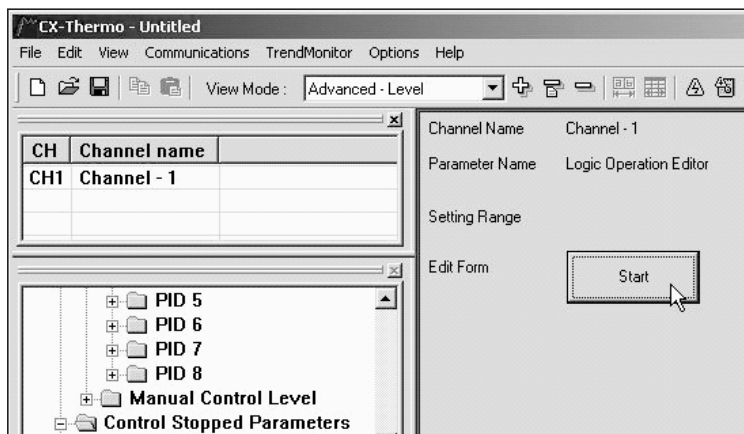 CX-Thermo - Untitled
File Edit View Communications TrendMonitor Options Help
View Mode : Advanced - Level
CH Channel name
CH1 Channel - 1
PID 5
PID 6
PID 7
PID 8
Manual Control Level
Control Stopped Parameters
Channel Name Channel - 1
Parameter Name Logic Operation Editor
Setting Range
Edit Form Start